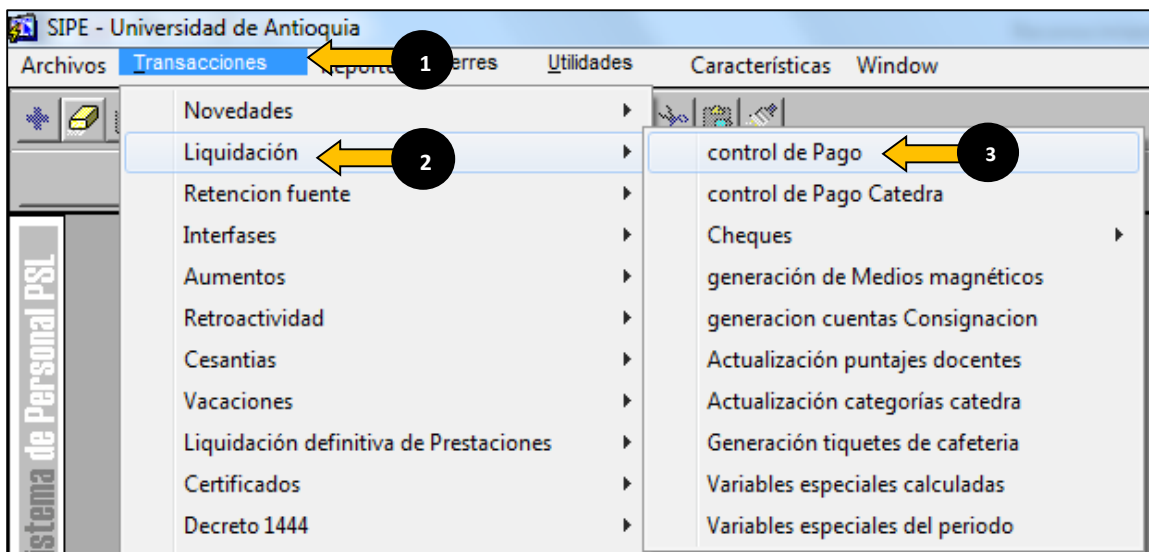 SIPE - Universidad de Antioquia
Archivos Transacciones 1 Utilidades Características Window
Novedades
Liquidación 2
Retencion fuente
Interfases
Aumentos
Retroactividad
Cesantias
Vacaciones
Liquidación definitiva de Prestaciones
Certificados
Decreto 1444
control de Pago 3
control de Pago Catedra
Cheques
generación de Medios magnéticos
generacion cuentas Consignacion
Actualización puntajes docentes
Actualización categorías catedra
Generación tiquetes de cafeteria
Variables especiales calculadas
Variables especiales del periodo
istema de Personal PSL